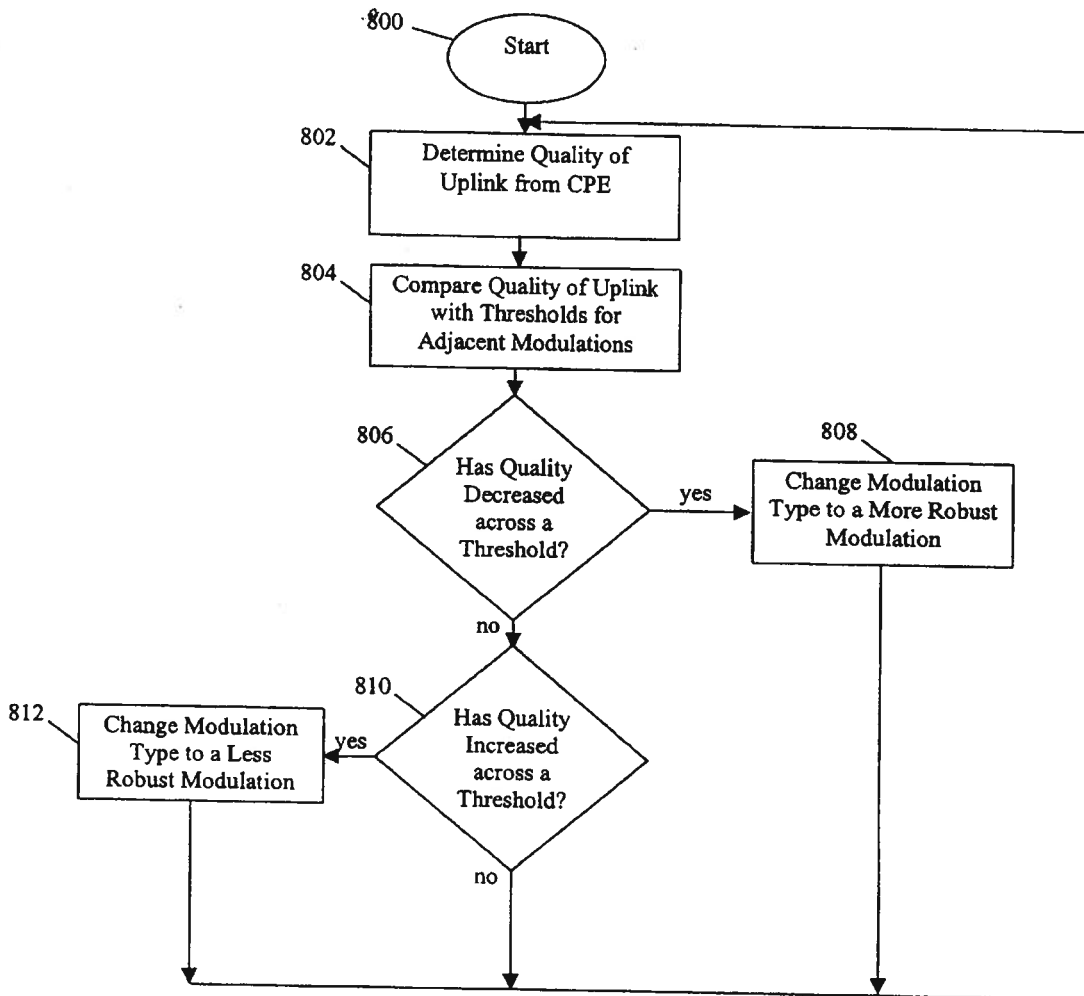 800
Start
802
Determine Quality of
Uplink from CPE
804
Compare Quality of Uplink
with Thresholds for
Adjacent Modulations
806
Has Quality
Decreased
across a
Threshold?
yes
808
Change Modulation
Type to a More Robust
Modulation
no
810
Has Quality
Increased
across a
Threshold?
yes
812
Change Modulation
Type to a Less
Robust Modulation
no